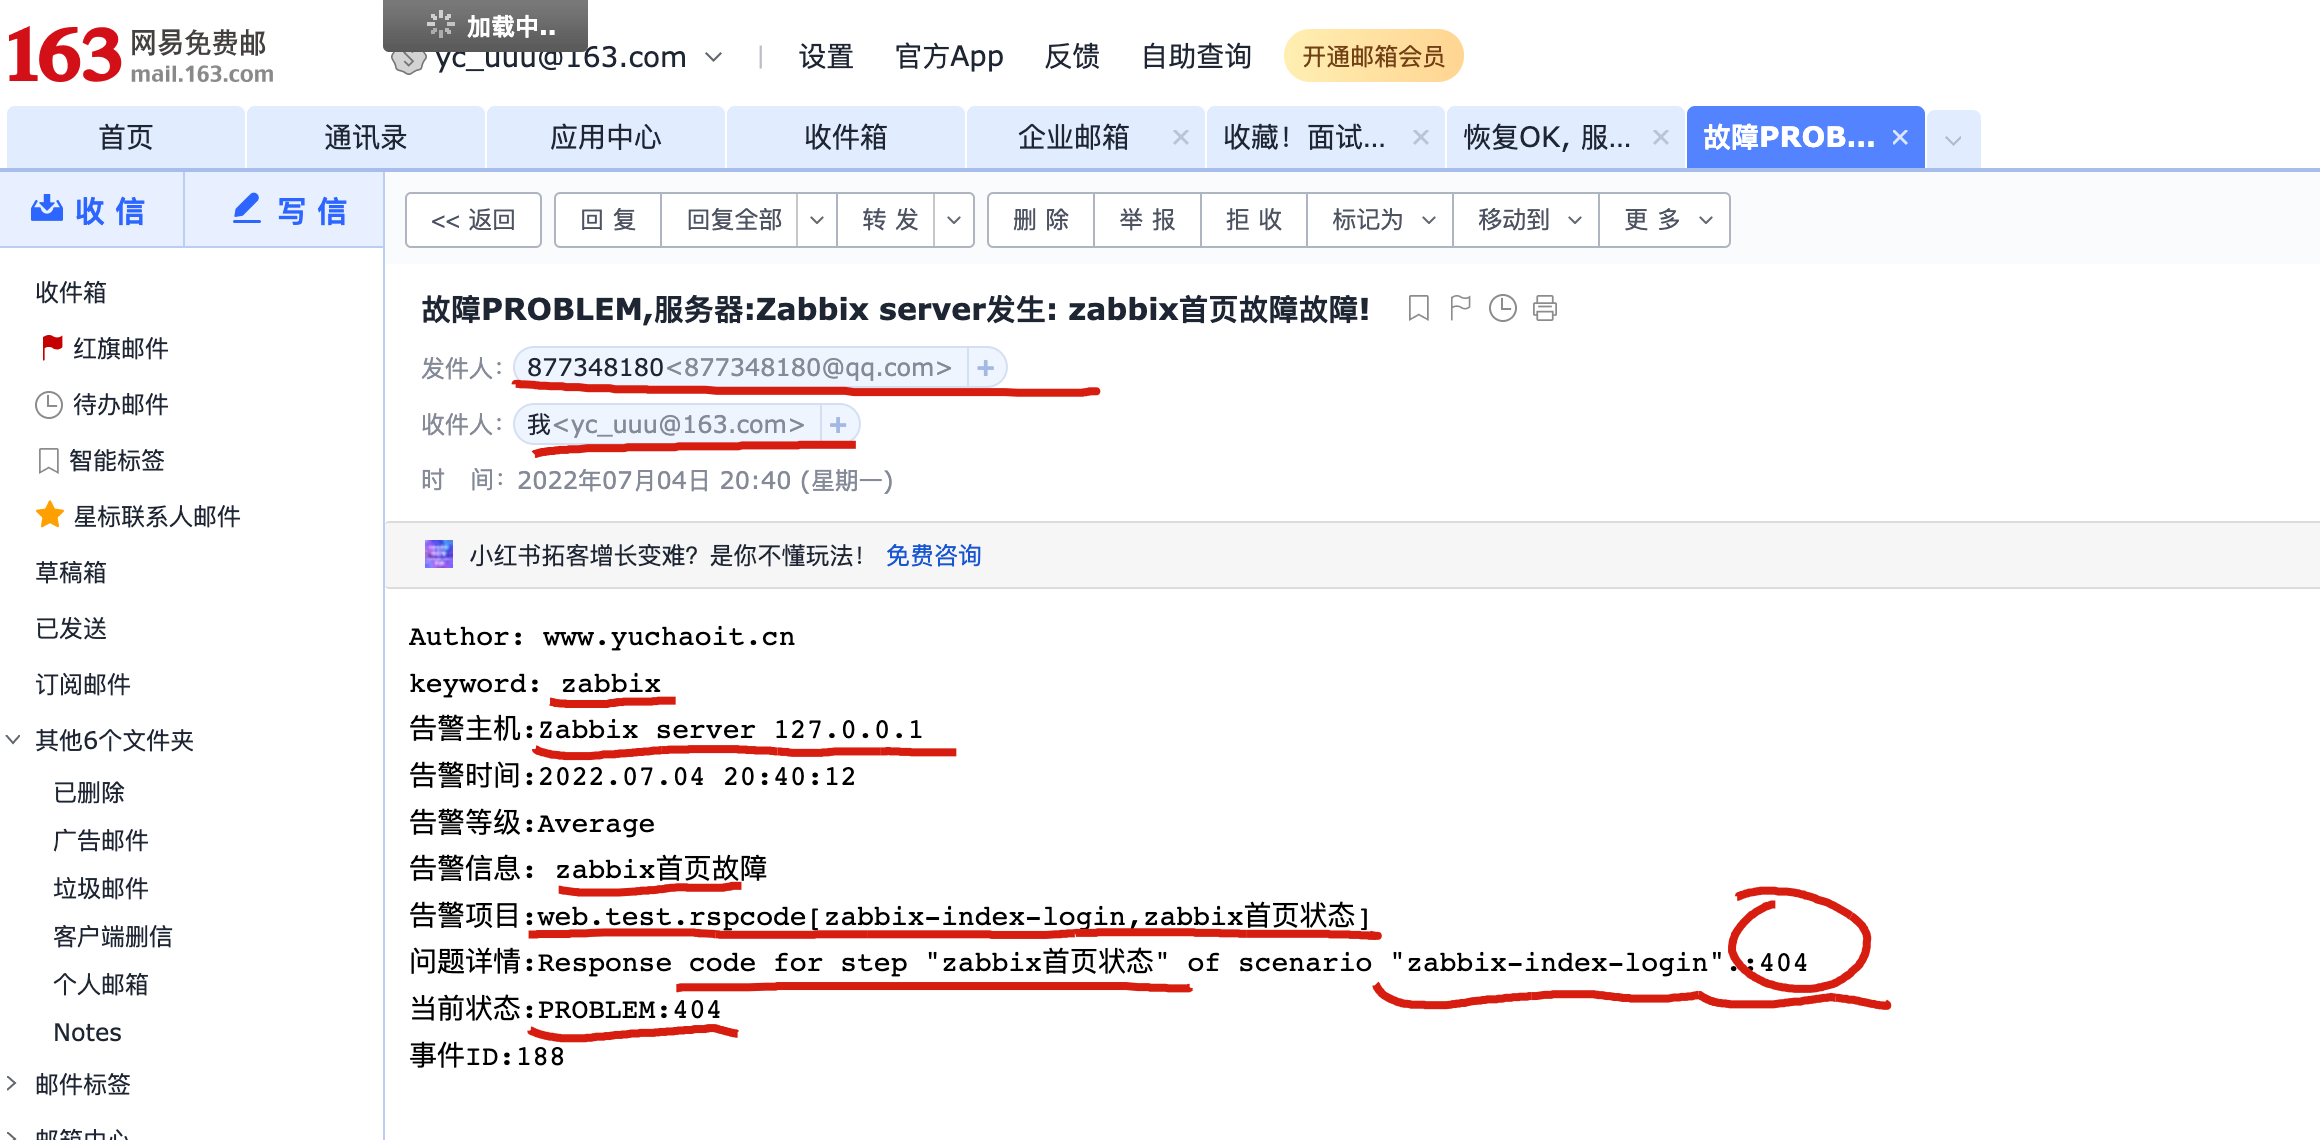 163 网易免费邮
mail.163.com
加载中..
yc_uuu@163.com | 设置 官方App 反馈 自助查询 开通邮箱会员
首页 通讯录 应用中心 收件箱 企业邮箱 × 收藏！面试... × 恢复OK, 服... × 故障PROB... ×
收 信 写 信
<< 返回 回 复 回复全部 转 发 删 除 举 报 拒 收 标记为 移动到 更 多
收件箱
红旗邮件
待办邮件
智能标签
星标联系人邮件
草稿箱
已发送
订阅邮件
其他6个文件夹
已删除
广告邮件
垃圾邮件
客户端删信
个人邮箱
Notes
邮件标签
邮箱中心
故障PROBLEM,服务器:Zabbix server发生: zabbix首页故障故障!
发件人： 877348180<877348180@qq.com> +
收件人： 我<yc_uuu@163.com> +
时 间： 2022年07月04日 20:40 (星期一)
小红书拓客增长变难？是你不懂玩法！ 免费咨询
Author: www.yuchaoit.cn
keyword: zabbix
告警主机:Zabbix server 127.0.0.1
告警时间:2022.07.04 20:40:12
告警等级:Average
告警信息: zabbix首页故障
告警项目:web.test.rspcode[zabbix-index-login,zabbix首页状态]
问题详情:Response code for step "zabbix首页状态" of scenario "zabbix-index-login".:404
当前状态:PROBLEM:404
事件ID:188